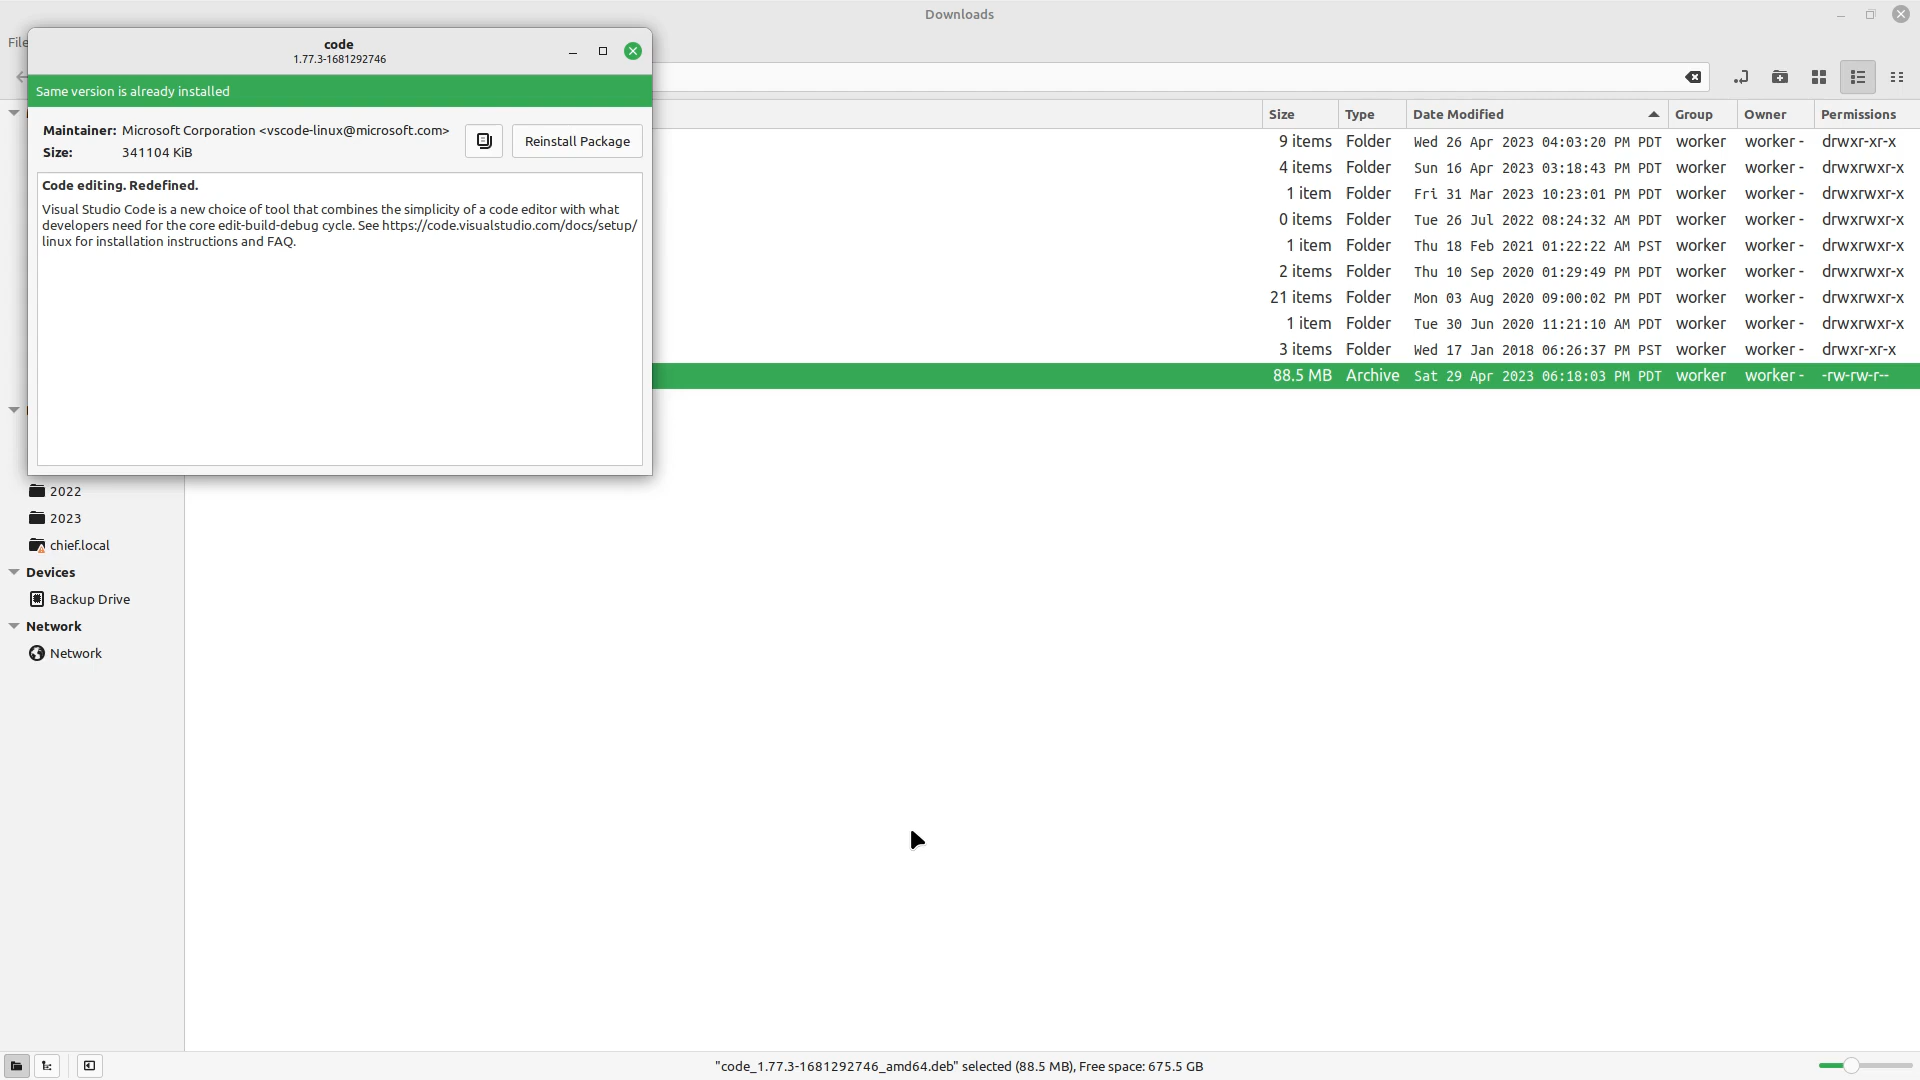 Downloads
File
code
1.77.3-1681292746
Same version is already installed
Maintainer: Microsoft Corporation <vscode-linux@microsoft.com>
Size: 341104 KiB
Reinstall Package
Code editing. Redefined.
Visual Studio Code is a new choice of tool that combines the simplicity of a code editor with what
developers need for the core edit-build-debug cycle. See https://code.visualstudio.com/docs/setup/
linux for installation instructions and FAQ.
Size Type Date Modified Group Owner Permissions
9 items Folder Wed 26 Apr 2023 04:03:20 PM PDT worker worker - drwxr-xr-x
4 items Folder Sun 16 Apr 2023 03:18:43 PM PDT worker worker - drwxrwxr-x
1 item Folder Fri 31 Mar 2023 10:23:01 PM PDT worker worker - drwxrwxr-x
0 items Folder Tue 26 Jul 2022 08:24:32 AM PDT worker worker - drwxrwxr-x
1 item Folder Thu 18 Feb 2021 01:22:22 AM PST worker worker - drwxrwxr-x
2 items Folder Thu 10 Sep 2020 01:29:49 PM PDT worker worker - drwxrwxr-x
21 items Folder Mon 03 Aug 2020 09:00:02 PM PDT worker worker - drwxrwxr-x
1 item Folder Tue 30 Jun 2020 11:21:10 AM PDT worker worker - drwxrwxr-x
3 items Folder Wed 17 Jan 2018 06:26:37 PM PST worker worker - drwxr-xr-x
88.5 MB Archive Sat 29 Apr 2023 06:18:03 PM PDT worker worker - -rw-rw-r--
2022
2023
chief.local
Devices
Backup Drive
Network
Network
"code_1.77.3-1681292746_amd64.deb" selected (88.5 MB), Free space: 675.5 GB